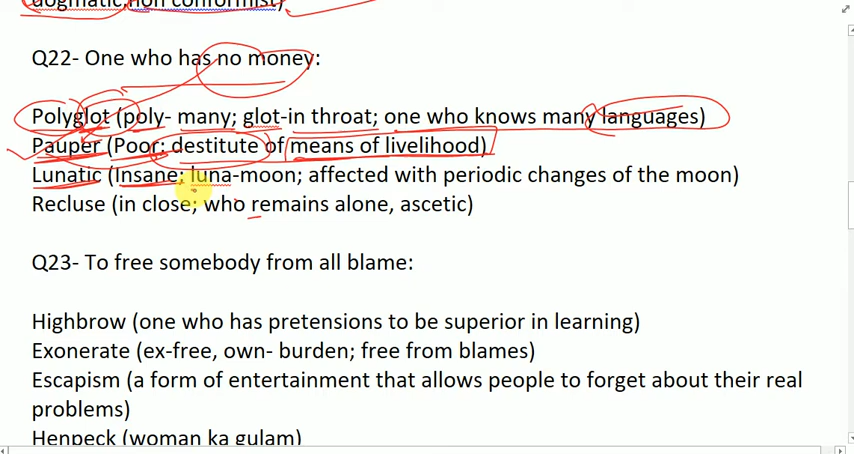 dogmatic,non conformist)
Q22- One who has no money:
Polyglot (poly- many; glot-in throat; one who knows many languages)
Pauper (Poor; destitute of means of livelihood)
Lunatic (Insane; luna-moon; affected with periodic changes of the moon)
Recluse (in close; who remains alone, ascetic)
Q23- To free somebody from all blame:
Highbrow (one who has pretensions to be superior in learning)
Exonerate (ex-free, own- burden; free from blames)
Escapism (a form of entertainment that allows people to forget about their real
problems)
Henpeck (woman ka gulam)